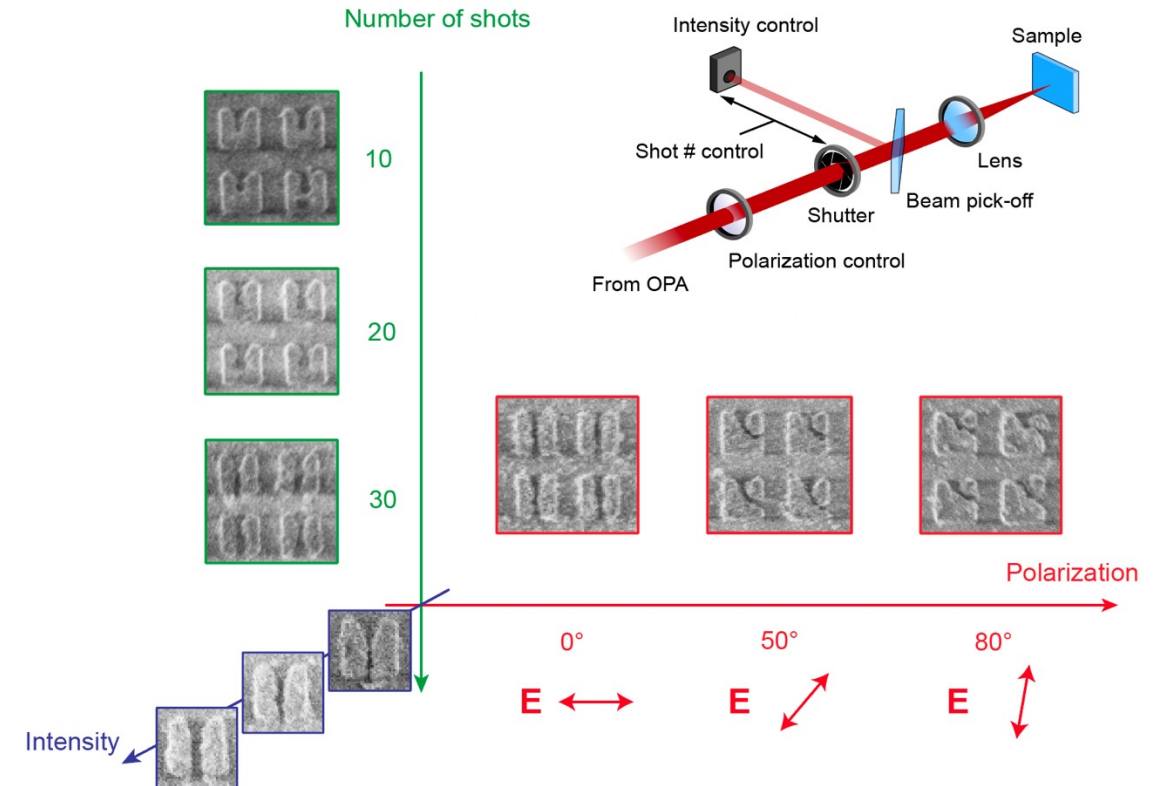 Number of shots
Intensity control
Sample
10
Shot # control
Lens
Shutter
Beam pick-off
Polarization control
From OPA
20
30
Polarization
0°
50°
80°
E
E
E
Intensity